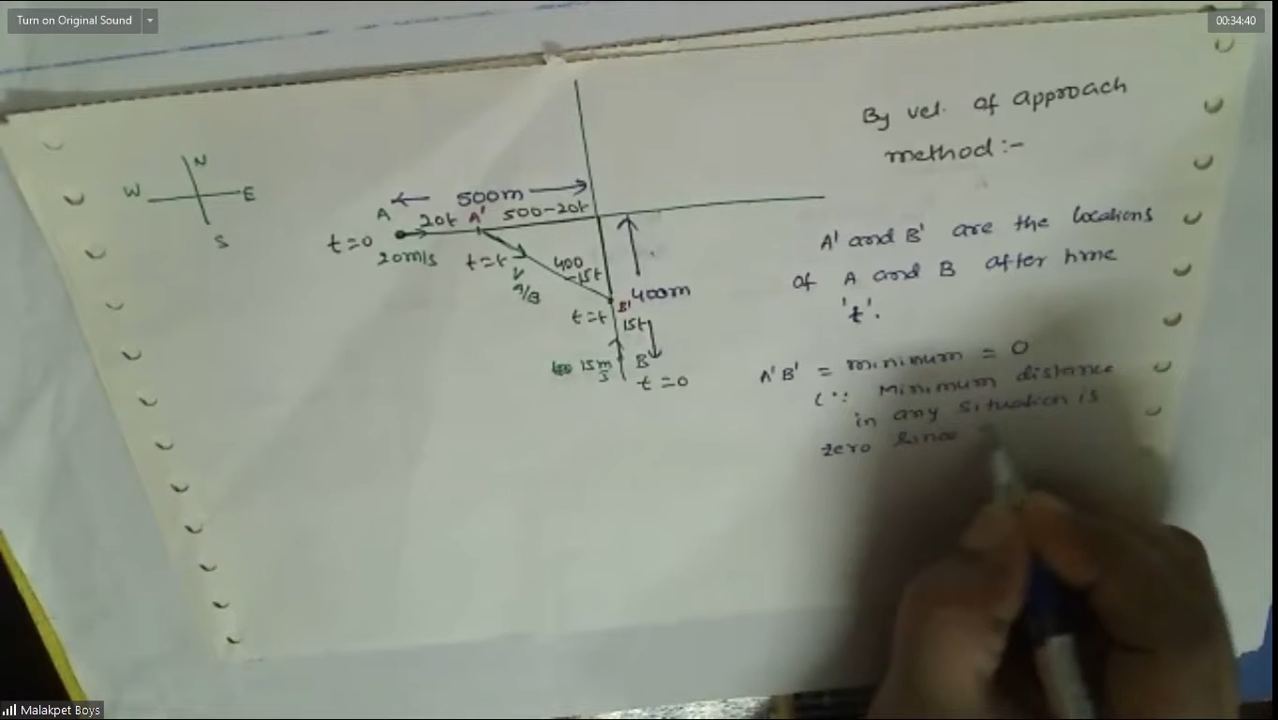 Turn on Original Sound
00:34:40
By vel. of approach
method :-
N
W E
S
500m
A 20t A' 500-20t
t=0
20m/s
t=t
V A/B
400
-15t
400m
B'
t=t 15t
15 m/s B
t=0
A' and B' are the locations
of A and B after time
't'.
A'B' = minimum = 0
(∵ Minimum distance
in any situation is
zero
Malakpet Boys